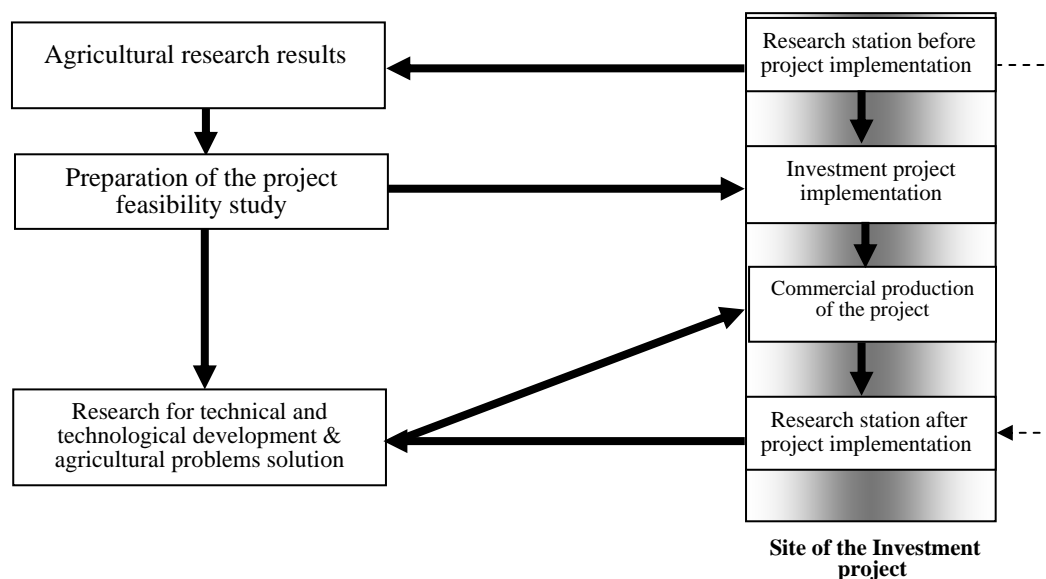 Agricultural research results
Research station before
project implementation
Preparation of the project
feasibility study
Investment project
implementation
Commercial production
of the project
Research for technical and
technological development &
agricultural problems solution
Research station after
project implementation
Site of the Investment
project